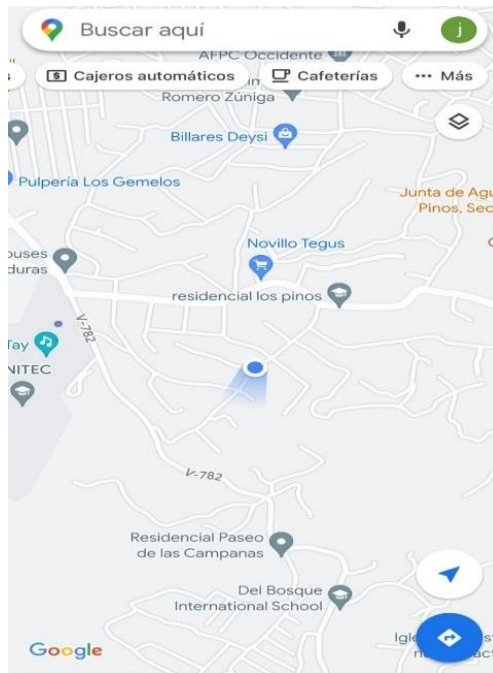 Buscar aquí
j
AFPC Occidente
Cajeros automáticos
Cafeterías
Más
Romero Zúniga
Billares Deysi
Pulpería Los Gemelos
Junta de Agu
Pinos, Sec
Novillo Tegus
ouses
duras
residencial los pinos
V-782
Tay
NITEC
V-782
Residencial Paseo
de las Campanas
Del Bosque
International School
Google